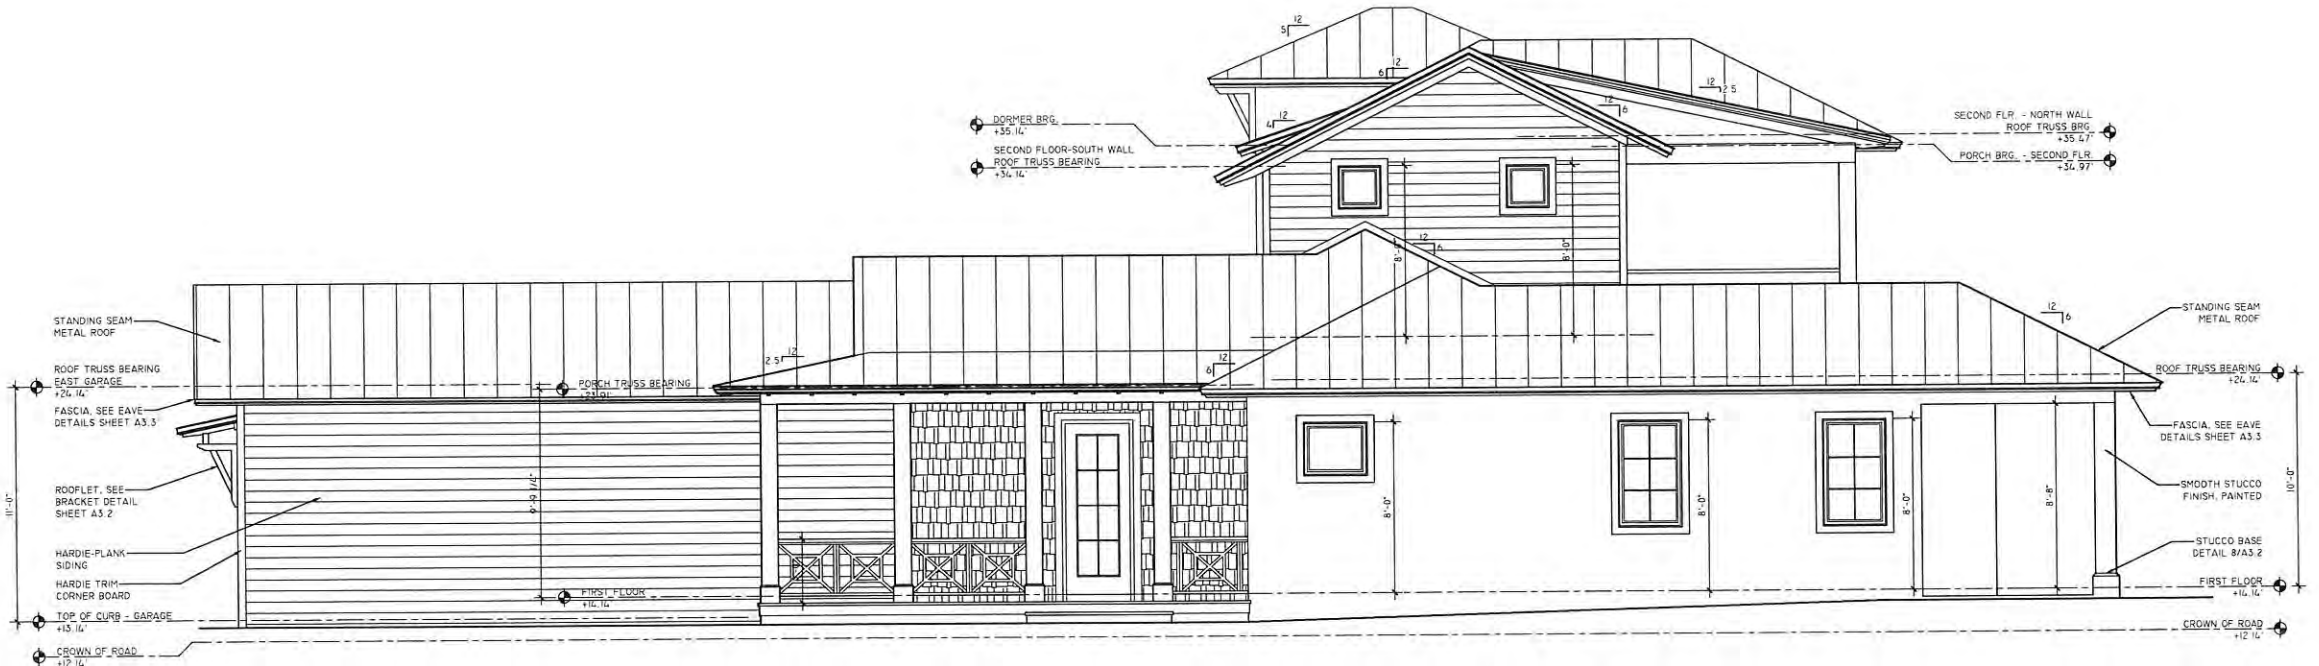 12
5
12
6
12
2.5
12
4
12
6
DORMER BRG.
+35.14'
SECOND FLOOR-SOUTH WALL
ROOF TRUSS BEARING
+34.14'
SECOND FLR. - NORTH WALL
ROOF TRUSS BRG
+35.47'
PORCH BRG. - SECOND FLR.
+34.97'
8'-0"
8'-0"
12
6
12
6
12
2.5
12
6
STANDING SEAM
METAL ROOF
ROOF TRUSS BEARING
EAST GARAGE
+24.14'
FASCIA, SEE EAVE
DETAILS SHEET A3.3
ROOFLET, SEE
BRACKET DETAIL
SHEET A3.2
HARDIE-PLANK
SIDING
HARDIE TRIM
CORNER BOARD
TOP OF CURB - GARAGE
+13.14'
CROWN OF ROAD
+12.14'
11'-0"
PORCH TRUSS BEARING
+23.91'
9'-9 1/4"
FIRST FLOOR
+14.14'
8'-0"
8'-0"
8'-0"
8'-8"
STANDING SEAM
METAL ROOF
ROOF TRUSS BEARING
+24.14'
FASCIA, SEE EAVE
DETAILS SHEET A3.3
SMOOTH STUCCO
FINISH, PAINTED
10'-0"
STUCCO BASE
DETAIL 8/A3.2
FIRST FLOOR
+14.14'
CROWN OF ROAD
+12.14'